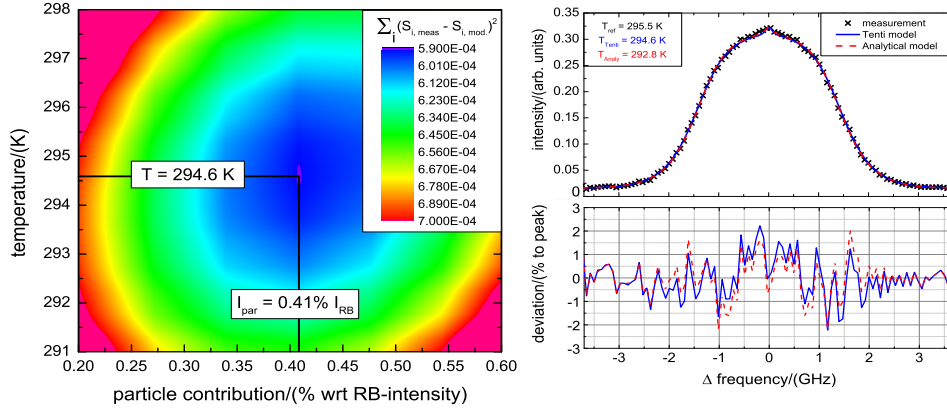 298
297
296
295
294
293
292
291
temperature/(K)
0.20 0.25 0.30 0.35 0.40 0.45 0.50 0.55 0.60
particle contribution/(% wrt RB-intensity)
T = 294.6 K
I_par = 0.41% I_RB
∑_i (S_i, meas - S_i, mod.)²
5.900E-04
6.010E-04
6.120E-04
6.230E-04
6.340E-04
6.450E-04
6.560E-04
6.670E-04
6.780E-04
6.890E-04
7.000E-04
0.35
0.30
0.25
0.20
0.15
0.10
0.05
0
intensity/(arb. units)
T_ref = 295.5 K
T_Tenti = 294.6 K
T_Analy = 292.8 K
measurement
Tenti model
Analytical model
3
2
1
0
-1
-2
-3
deviation/(% to peak)
-3 -2 -1 0 1 2 3
Δ frequency/(GHz)